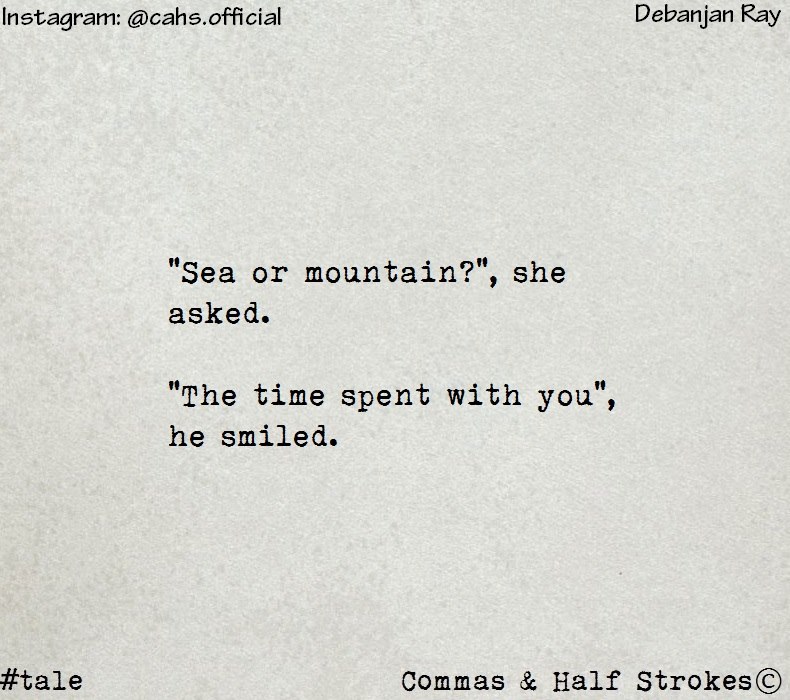 Instagram: @cahs.official
Debanjan Ray
"Sea or mountain?", she
asked.
"The time spent with you",
he smiled.
#tale
Commas & Half Strokes©